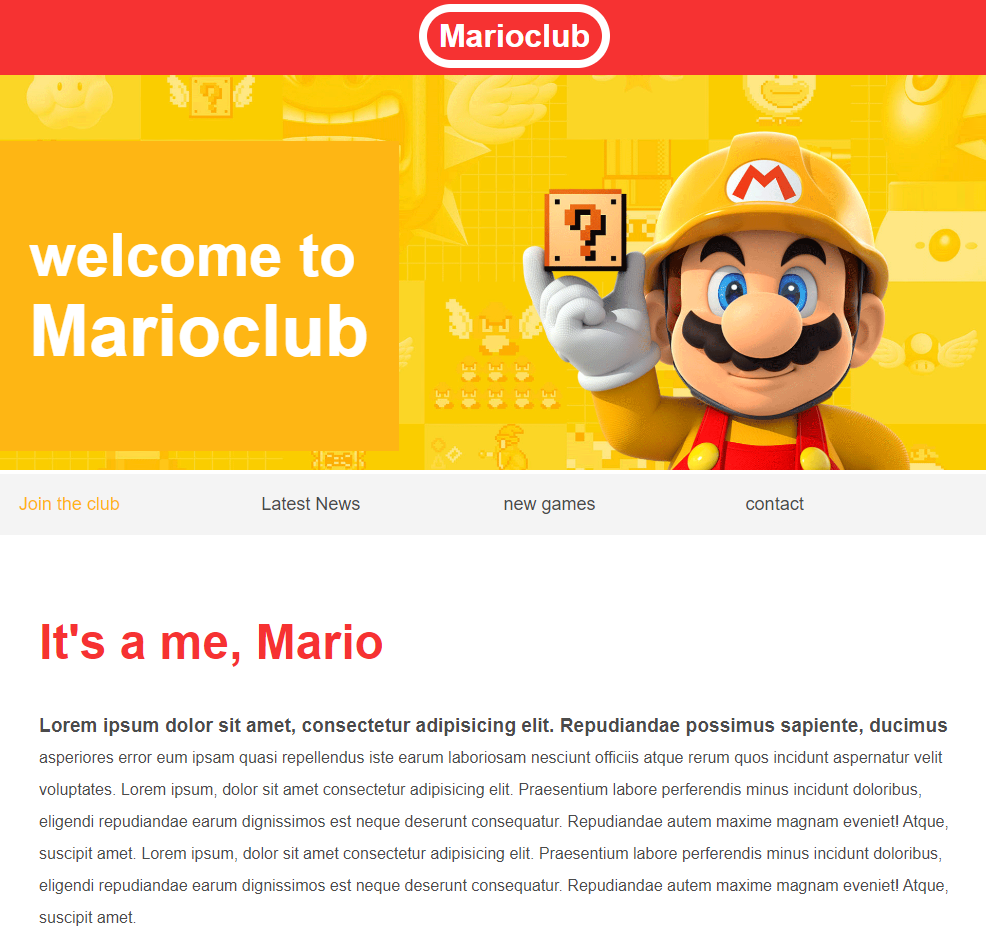 Marioclub
M
?
welcome to
Marioclub
Join the club Latest News new games contact
It's a me, Mario
Lorem ipsum dolor sit amet, consectetur adipisicing elit. Repudiandae possimus sapiente, ducimus
asperiores error eum ipsam quasi repellendus iste earum laboriosam nesciunt officiis atque rerum quos incidunt aspernatur velit
voluptates. Lorem ipsum, dolor sit amet consectetur adipisicing elit. Praesentium labore perferendis minus incidunt doloribus,
eligendi repudiandae earum dignissimos est neque deserunt consequatur. Repudiandae autem maxime magnam eveniet! Atque,
suscipit amet. Lorem ipsum, dolor sit amet consectetur adipisicing elit. Praesentium labore perferendis minus incidunt doloribus,
eligendi repudiandae earum dignissimos est neque deserunt consequatur. Repudiandae autem maxime magnam eveniet! Atque,
suscipit amet.